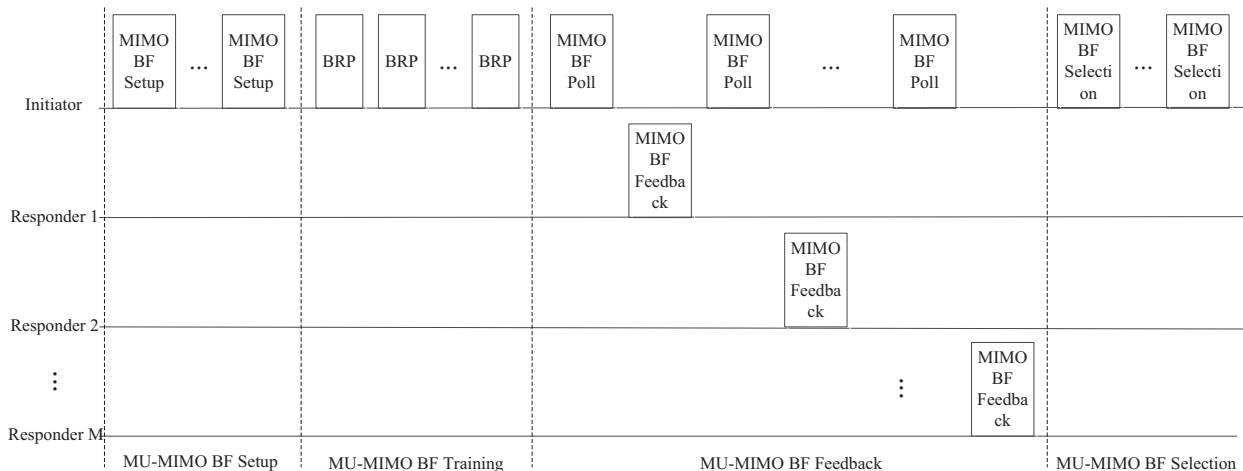 MIMO
BF
Setup
...
MIMO
BF
Setup
BRP
BRP
...
BRP
MIMO
BF
Poll
MIMO
BF
Poll
...
MIMO
BF
Poll
MIMO
BF
Selecti
on
...
MIMO
BF
Selecti
on
Initiator
MIMO
BF
Feedba
ck
Responder 1
MIMO
BF
Feedba
ck
Responder 2
MIMO
BF
Feedba
ck
Responder M
MU-MIMO BF Setup
MU-MIMO BF Training
MU-MIMO BF Feedback
MU-MIMO BF Selection